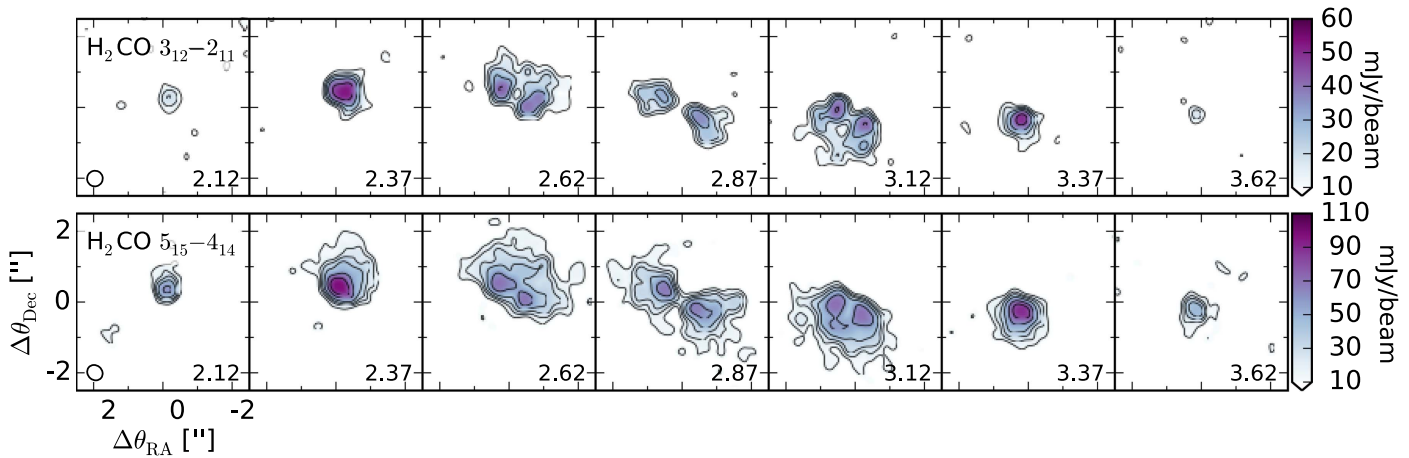 H₂CO 3₁₂−2₁₁
2.12 2.37 2.62 2.87 3.12 3.37 3.62
60
50
40
30
20
10
mJy/beam
H₂CO 5₁₅−4₁₄
2.12 2.37 2.62 2.87 3.12 3.37 3.62
110
90
70
50
30
10
mJy/beam
2
0
-2
Δθ_Dec ["]
2 0 -2
Δθ_RA ["]